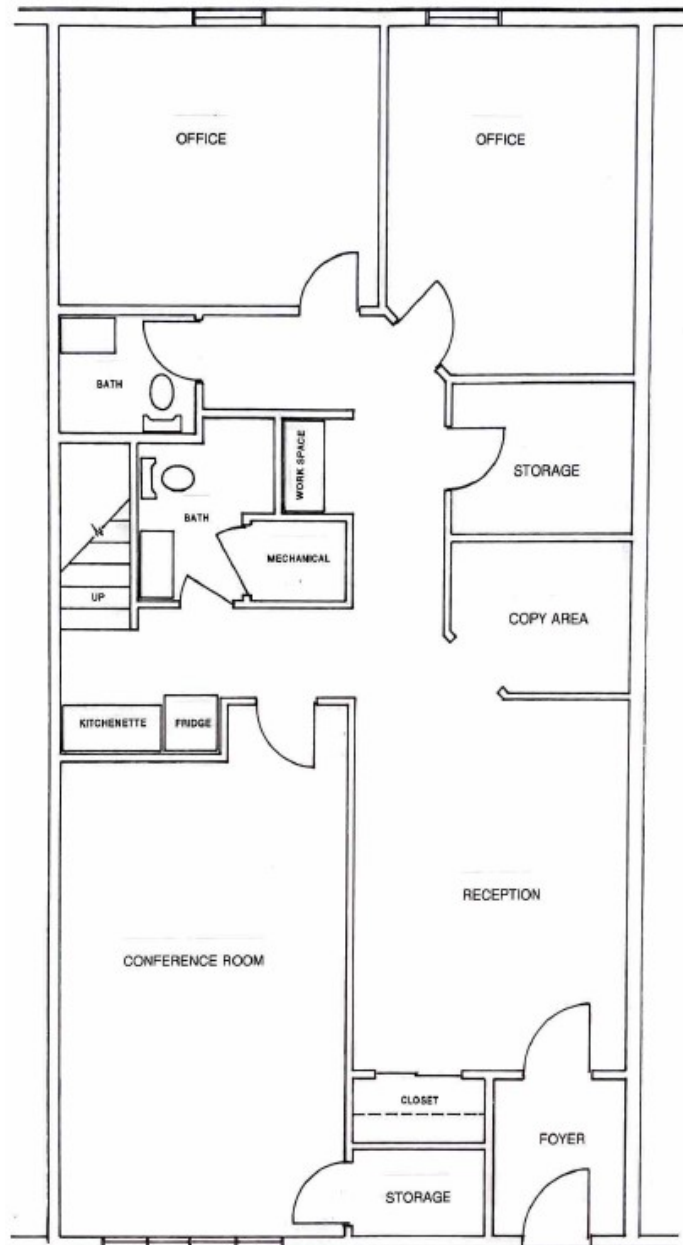 OFFICE
OFFICE
BATH
WORK SPACE
STORAGE
BATH
MECHANICAL
UP
COPY AREA
KITCHENETTE
FRIDGE
RECEPTION
CONFERENCE ROOM
CLOSET
FOYER
STORAGE